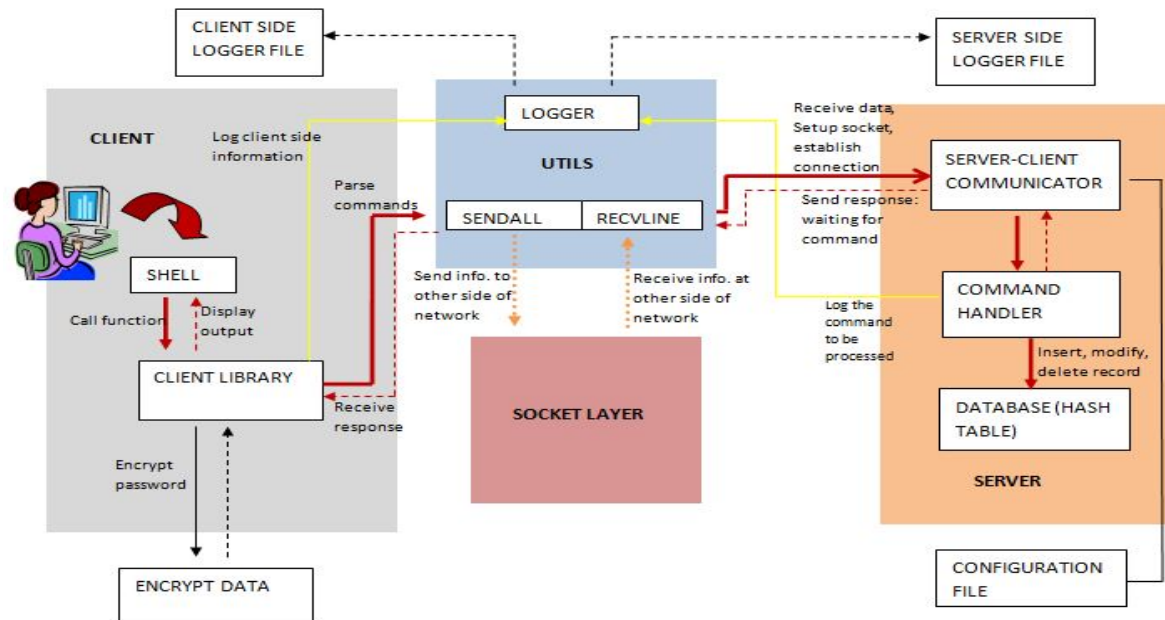 CLIENT SIDE
LOGGER FILE
SERVER SIDE
LOGGER FILE
CLIENT
Log client side
information
LOGGER
UTILS
Receive data,
Setup socket,
establish
connection
SERVER-CLIENT
COMMUNICATOR
Parse
commands
SENDALL
RECVLINE
Send response:
waiting for
command
SHELL
Send info. to
other side of
network
Receive info. at
other side of
network
Call function
Display
output
COMMAND
HANDLER
Log the
command
to be
processed
Insert, modify,
delete record
CLIENT LIBRARY
Receive
response
SOCKET LAYER
DATABASE (HASH
TABLE)
Encrypt
password
SERVER
ENCRYPT DATA
CONFIGURATION
FILE